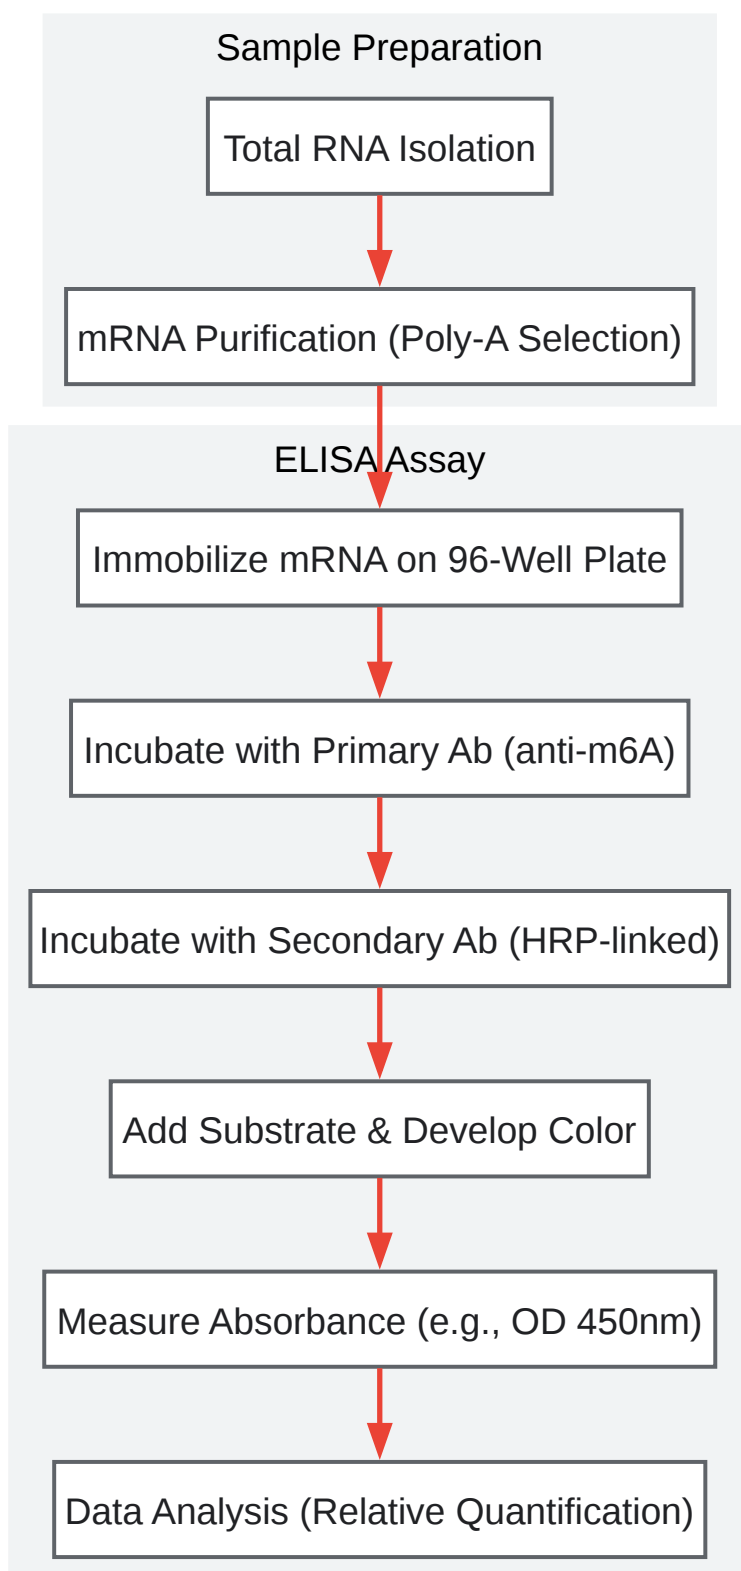 Sample Preparation
Total RNA Isolation
mRNA Purification (Poly-A Selection)
ELISA Assay
Immobilize mRNA on 96-Well Plate
Incubate with Primary Ab (anti-m6A)
Incubate with Secondary Ab (HRP-linked)
Add Substrate & Develop Color
Measure Absorbance (e.g., OD 450nm)
Data Analysis (Relative Quantification)